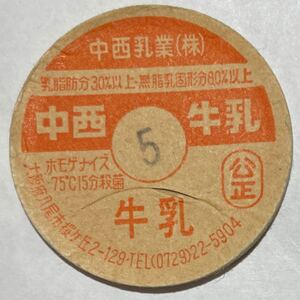 中西乳業(株)
乳脂肪分3.0%以上・無脂乳固形分8.0%以上
中西 牛乳
5
ホモゲナイズ
75℃15分殺菌
公正
牛乳
大阪府八尾市桜ケ丘2-129・TEL(0729)22-5904